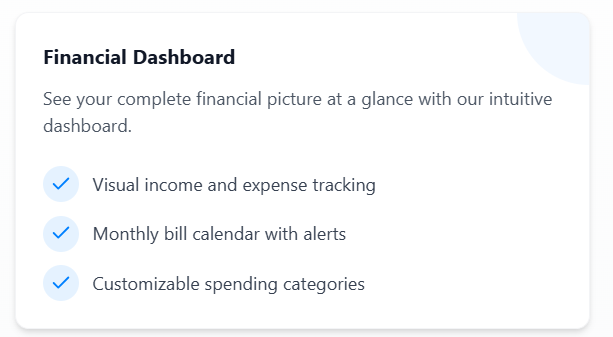 Financial Dashboard
See your complete financial picture at a glance with our intuitive
dashboard.
Visual income and expense tracking
Monthly bill calendar with alerts
Customizable spending categories